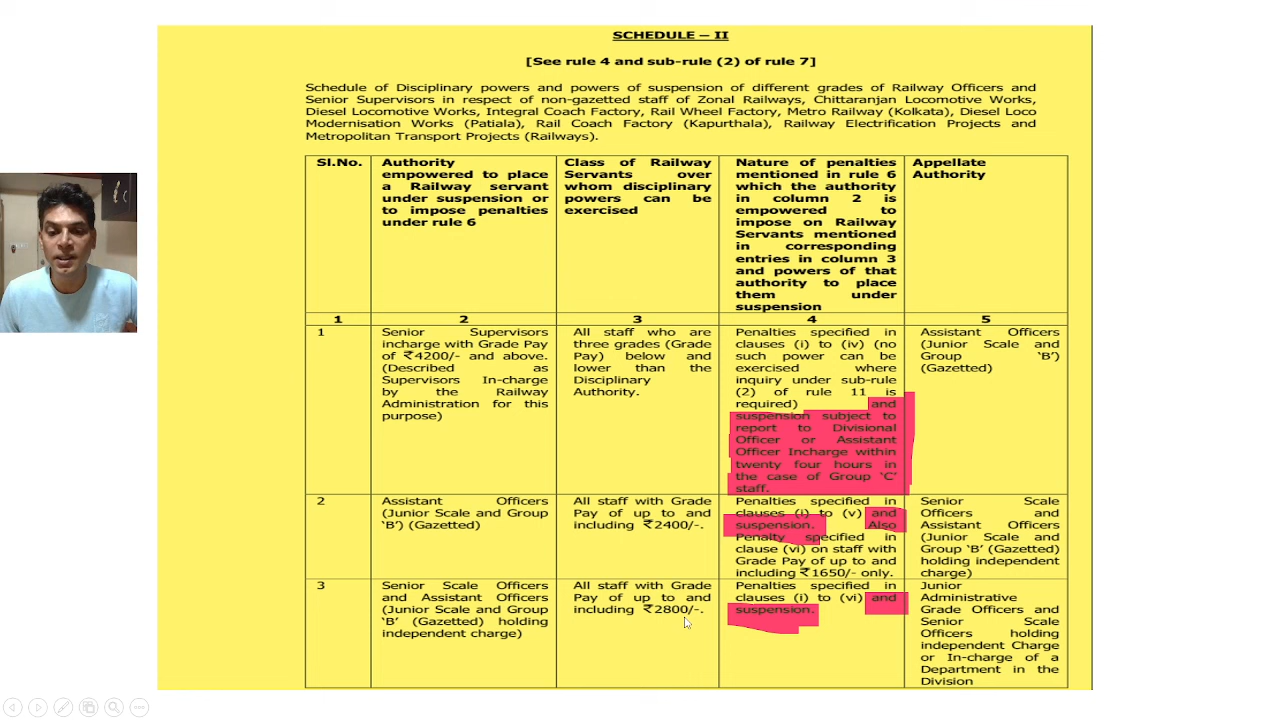 SCHEDULE – II
[See rule 4 and sub-rule (2) of rule 7]
Schedule of Disciplinary powers and powers of suspension of different grades of Railway Officers and
Senior Supervisors in respect of non-gazetted staff of Zonal Railways, Chittaranjan Locomotive Works,
Diesel Locomotive Works, Integral Coach Factory, Rail Wheel Factory, Metro Railway (Kolkata), Diesel Loco
Modernisation Works (Patiala), Rail Coach Factory (Kapurthala), Railway Electrification Projects and
Metropolitan Transport Projects (Railways).
Sl.No.
Authority
empowered to place
a Railway servant
under suspension or
to impose penalties
under rule 6
Class of Railway
Servants over
whom disciplinary
powers can be
exercised
Nature of penalties
mentioned in rule 6
which the authority
in column 2 is
empowered to
impose on Railway
Servants mentioned
in corresponding
entries in column 3
and powers of that
authority to place
them under
suspension
Appellate
Authority
1
2
3
4
5
1
Senior Supervisors
incharge with Grade Pay
of ₹4200/- and above.
(Described as
Supervisors In-charge
by the Railway
Administration for this
purpose)
All staff who are
three grades (Grade
Pay) below and
lower than the
Disciplinary
Authority.
Penalties specified in
clauses (i) to (iv) (no
such power can be
exercised where
inquiry under sub-rule
(2) of rule 11 is
required) and
suspension subject to
report to Divisional
Officer or Assistant
Officer Incharge within
twenty four hours in
the case of Group ‘C’
staff.
Assistant Officers
(Junior Scale and
Group ‘B’)
(Gazetted)
2
Assistant Officers
(Junior Scale and Group
‘B’) (Gazetted)
All staff with Grade
Pay of up to and
including ₹2400/-.
Penalties specified in
clauses (i) to (v) and
suspension. Also
Penalty specified in
clause (vi) on staff with
Grade Pay of up to and
including ₹1650/- only.
Senior Scale
Officers and
Assistant Officers
(Junior Scale and
Group ‘B’ (Gazetted)
holding independent
charge)
3
Senior Scale Officers
and Assistant Officers
(Junior Scale and Group
‘B’ (Gazetted) holding
independent charge)
All staff with Grade
Pay of up to and
including ₹2800/-.
Penalties specified in
clauses (i) to (vi) and
suspension.
Junior
Administrative
Grade Officers and
Senior Scale
Officers holding
independent Charge
or In-charge of a
Department in the
Division